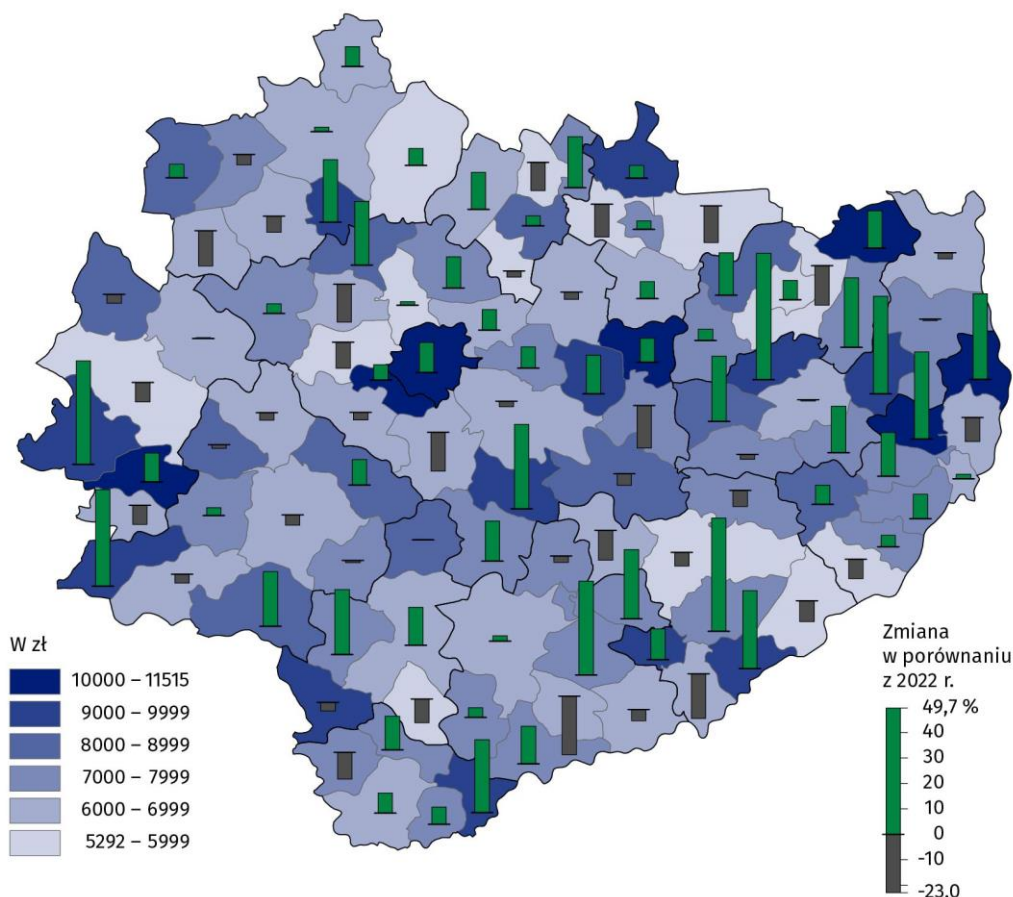 W zł
10000 – 11515
9000 – 9999
8000 – 8999
7000 – 7999
6000 – 6999
5292 – 5999
Zmiana
w porównaniu
z 2022 r.
49,7 %
40
30
20
10
0
-10
-23.0